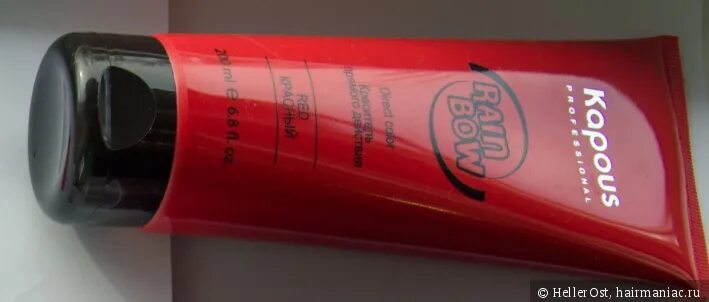 Kapous
PROFESSIONAL
RAIN
BOW
Direct color
Краситель
прямого действия
RED
КРАСНЫЙ
200 ml ℮ 6.8 fl. oz.
© HellerOst, hairmaniac.ru